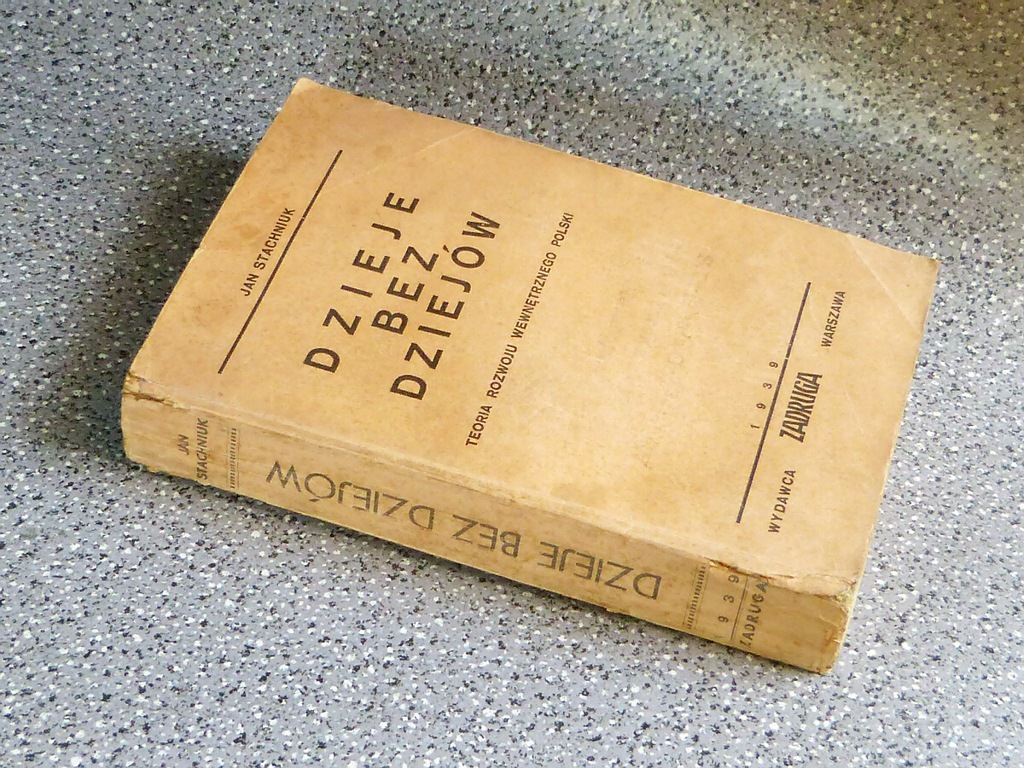 JAN STACHNIUK
DZIEJE
BEZ
DZIEJÓW
TEORIA ROZWOJU WEWNĘTRZNEGO POLSKI
1939
WYDAWCA ZADRUGA WARSZAWA
JAN
STACHNIUK
DZIEJE BEZ DZIEJÓW
1939
ZADRUGA